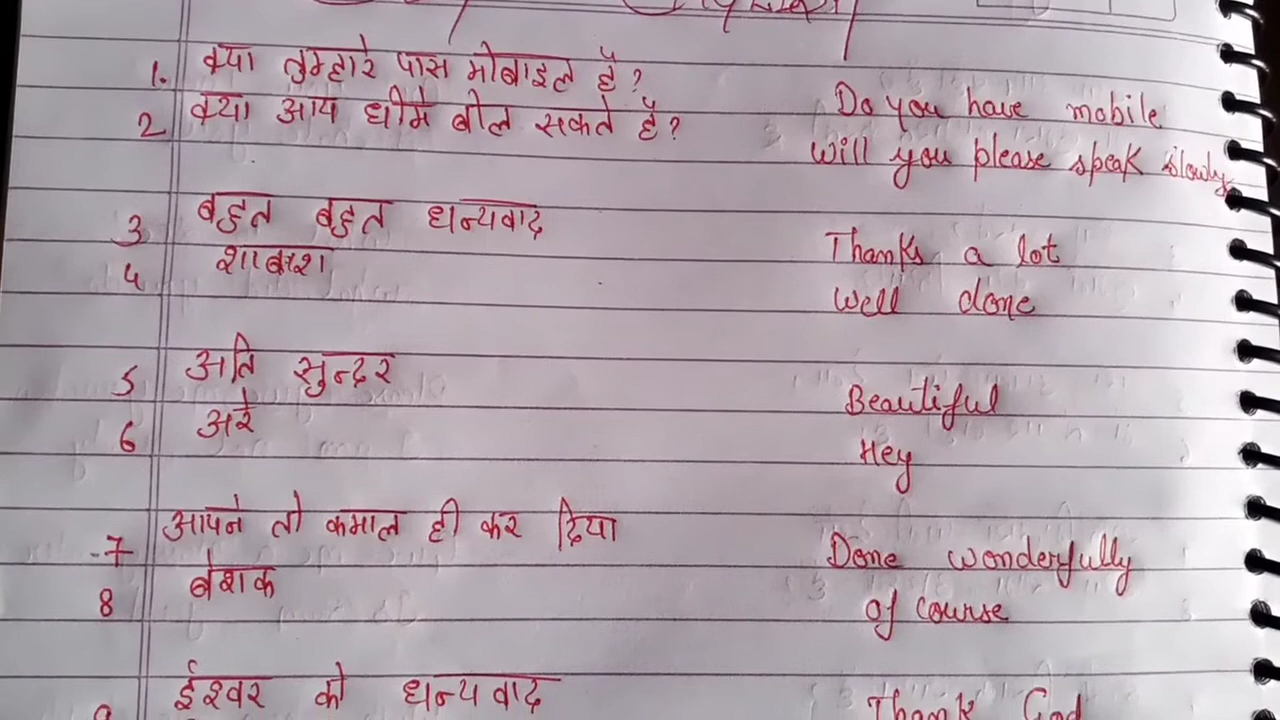 1. क्या तुम्हारे पास मोबाइल है? Do you have mobile
2 क्या आप धीमे बोल सकते है? Will you please speak slowly
3 बहुत बहुत धन्यवाद Thanks a lot
4 शाबाश Well done
5 अति सुन्दर Beautiful
6 अरे Hey
7 आपने तो कमाल ही कर दिया Done wonderfully
8 बेशक of course
9 ईश्वर को धन्यवाद Thank God